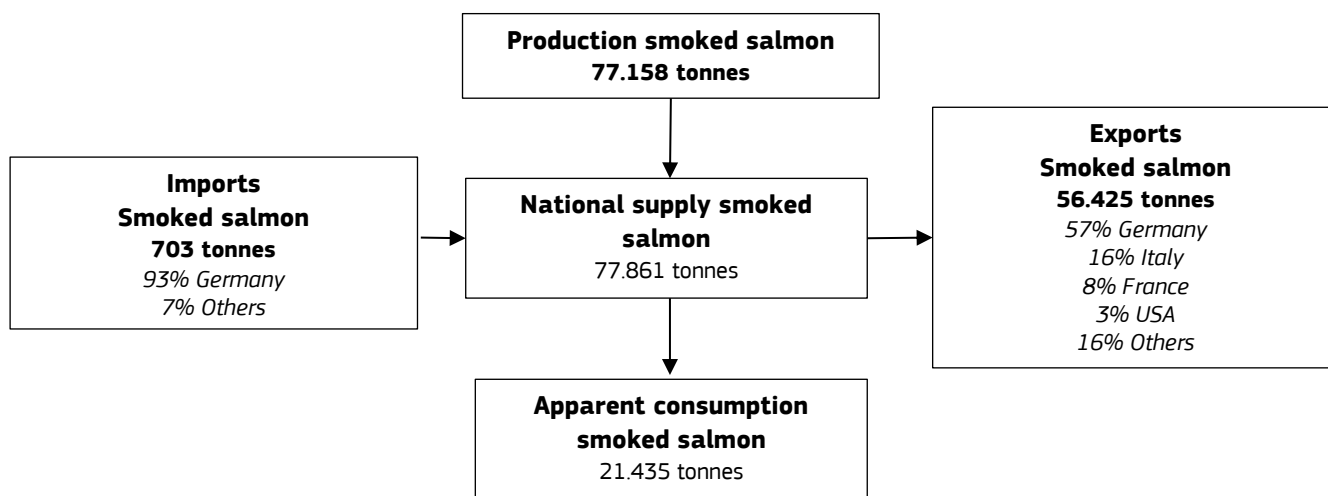 Production smoked salmon
77.158 tonnes
Imports
Smoked salmon
703 tonnes
93% Germany
7% Others
National supply smoked
salmon
77.861 tonnes
Exports
Smoked salmon
56.425 tonnes
57% Germany
16% Italy
8% France
3% USA
16% Others
Apparent consumption
smoked salmon
21.435 tonnes